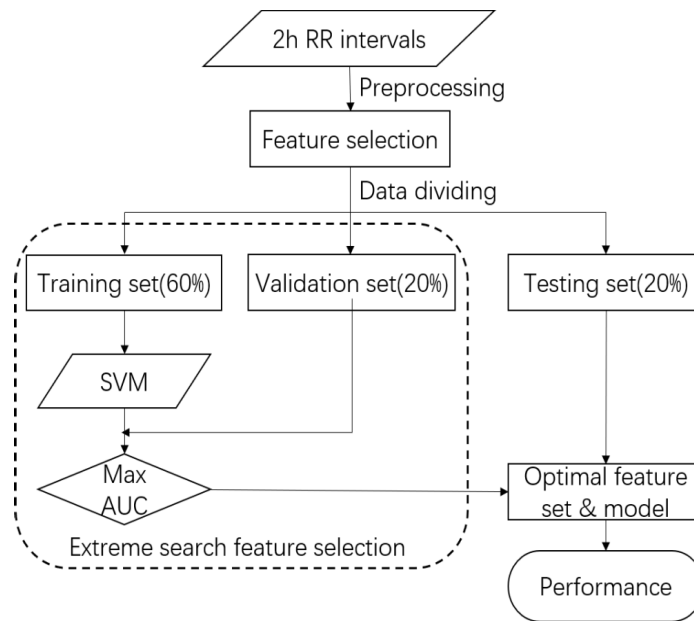 2h RR intervals
Preprocessing
Feature selection
Data dividing
Training set(60%)
Validation set(20%)
Testing set(20%)
SVM
Max
AUC
Optimal feature
set & model
Extreme search feature selection
Performance